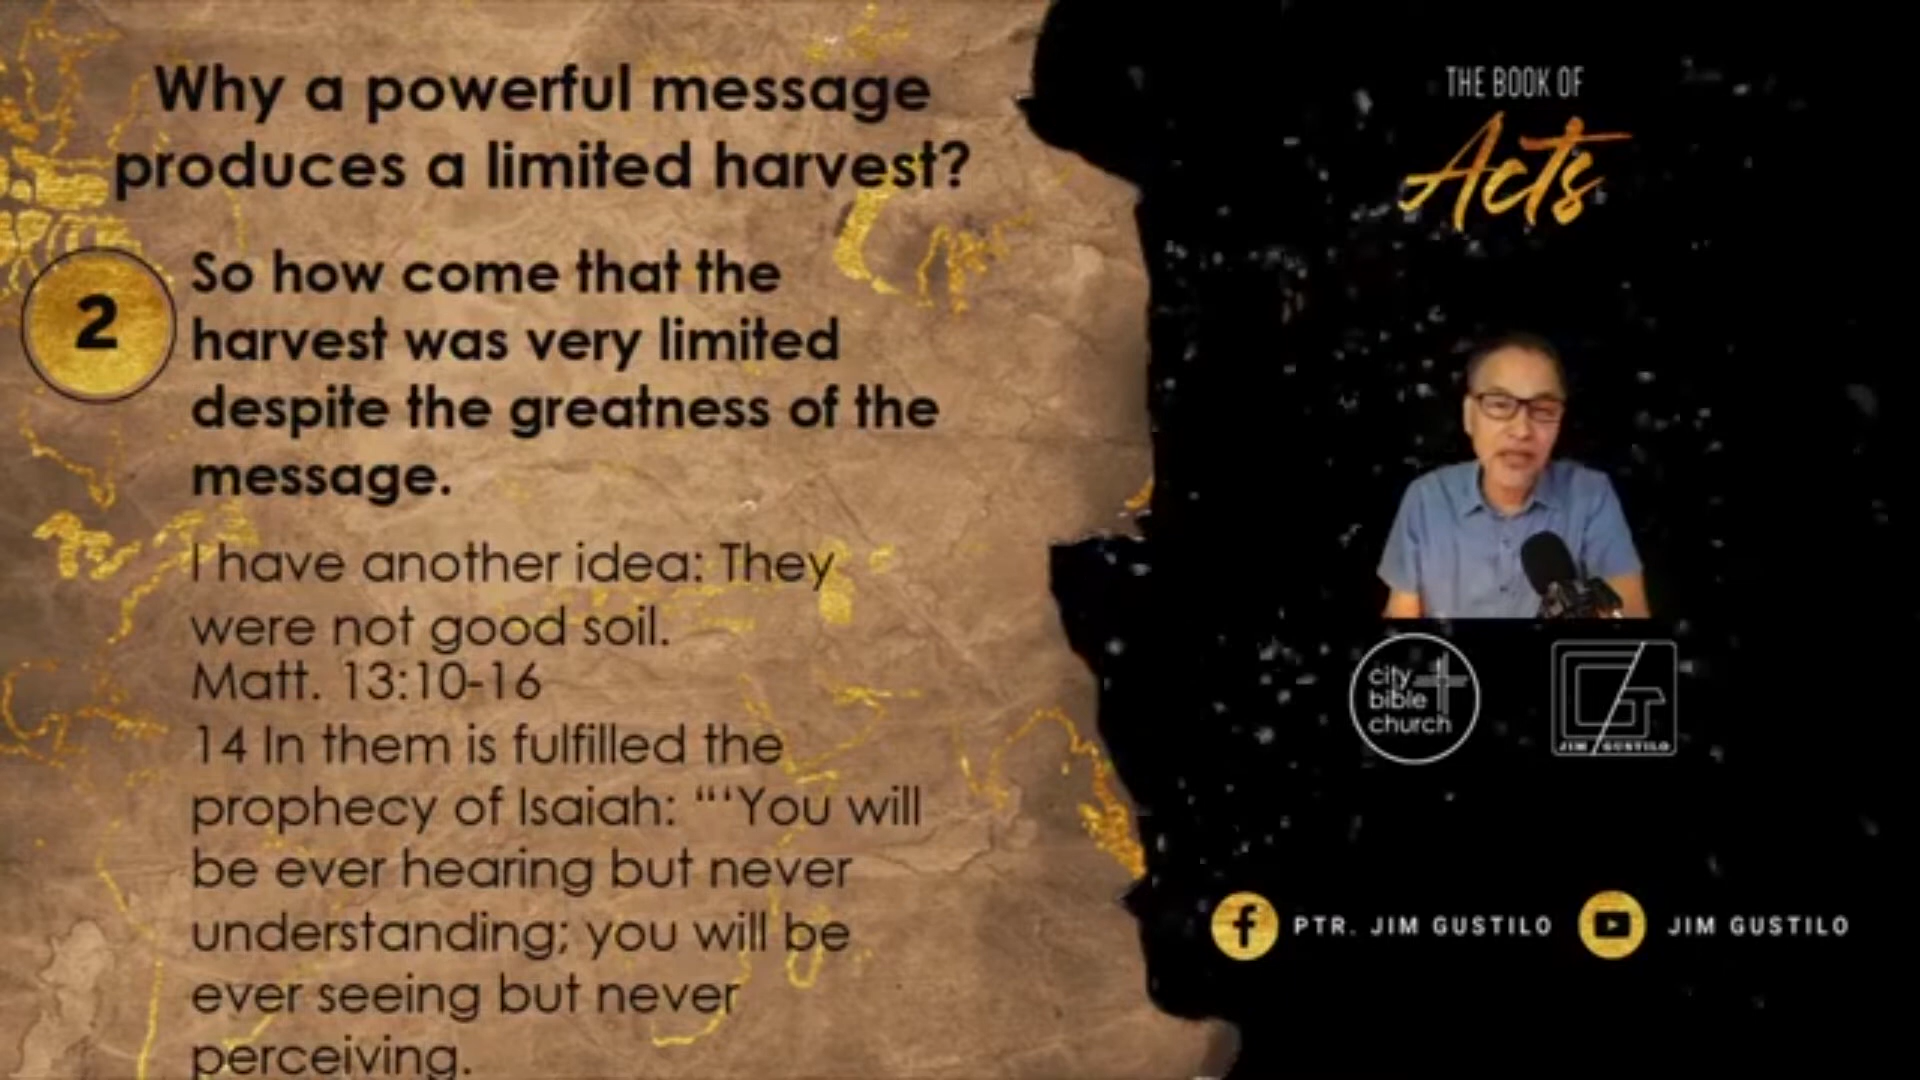 Why a powerful message
produces a limited harvest?
2
So how come that the
harvest was very limited
despite the greatness of the
message.
I have another idea: They
were not good soil.
Matt. 13:10-16
14 In them is fulfilled the
prophecy of Isaiah: “‘You will
be ever hearing but never
understanding; you will be
ever seeing but never
perceiving.
THE BOOK OF
Acts
city
bible
church
JIM GUSTILO
PTR. JIM GUSTILO
JIM GUSTILO